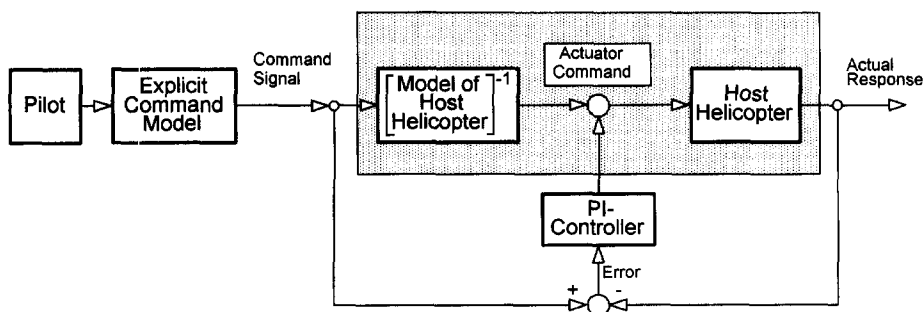 Command
Signal
Actuator
Command
Actual
Response
Pilot
Explicit
Command
Model
[Model of
Host
Helicopter]-1
Host
Helicopter
PI-
Controller
Error
+
-